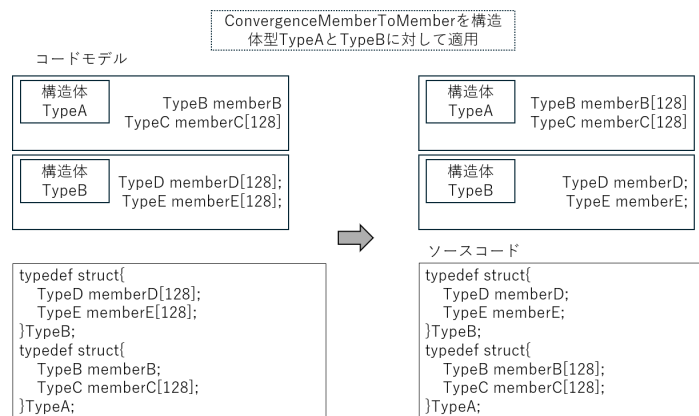 ConvergenceMemberToMemberを構造
体型TypeAとTypeBに対して適用
コードモデル
構造体
TypeA
TypeB memberB
TypeC memberC[128]
構造体
TypeB
TypeD memberD[128];
TypeE memberE[128];
構造体
TypeA
TypeB memberB[128]
TypeC memberC[128]
構造体
TypeB
TypeD memberD;
TypeE memberE;
typedef struct{
TypeD memberD[128];
TypeE memberE[128];
}TypeB;
typedef struct{
TypeB memberB;
TypeC memberC[128];
}TypeA;
ソースコード
typedef struct{
TypeD memberD;
TypeE memberE;
}TypeB;
typedef struct{
TypeB memberB[128];
TypeC memberC[128];
}TypeA;